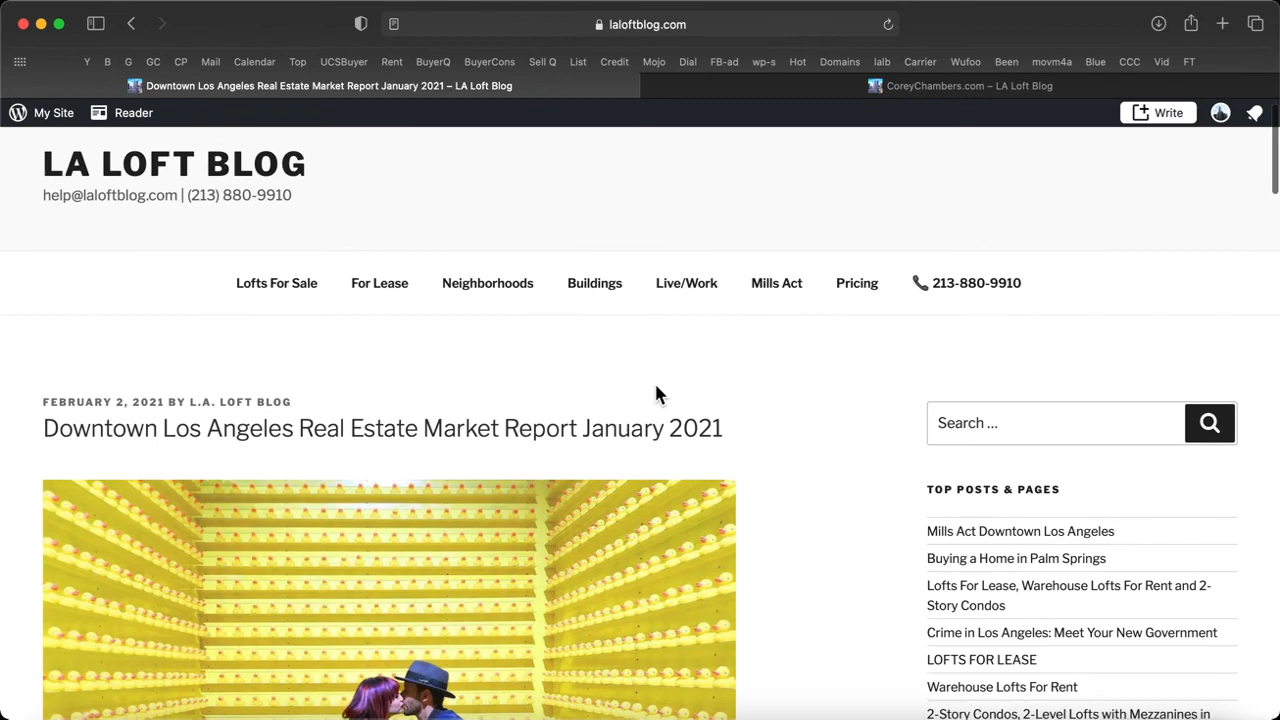 laloftblog.com
Y B G GC CP Mail Calendar Top UCSBuyer Rent BuyerQ BuyerCons Sell Q List Credit Mojo Dial FB-ad wp-s Hot Domains lalb Carrier Wufoo Been movm4a Blue CCC Vid FT
Downtown Los Angeles Real Estate Market Report January 2021 – LA Loft Blog
CoreyChambers.com – LA Loft Blog
My Site Reader Write
LA LOFT BLOG
help@laloftblog.com | (213) 880-9910
Lofts For Sale For Lease Neighborhoods Buildings Live/Work Mills Act Pricing 📞 213-880-9910
FEBRUARY 2, 2021 BY L.A. LOFT BLOG
Downtown Los Angeles Real Estate Market Report January 2021
Search …
TOP POSTS & PAGES
Mills Act Downtown Los Angeles
Buying a Home in Palm Springs
Lofts For Lease, Warehouse Lofts For Rent and 2-
Story Condos
Crime in Los Angeles: Meet Your New Government
LOFTS FOR LEASE
Warehouse Lofts For Rent
2-Story Condos, 2-Level Lofts with Mezzanines in